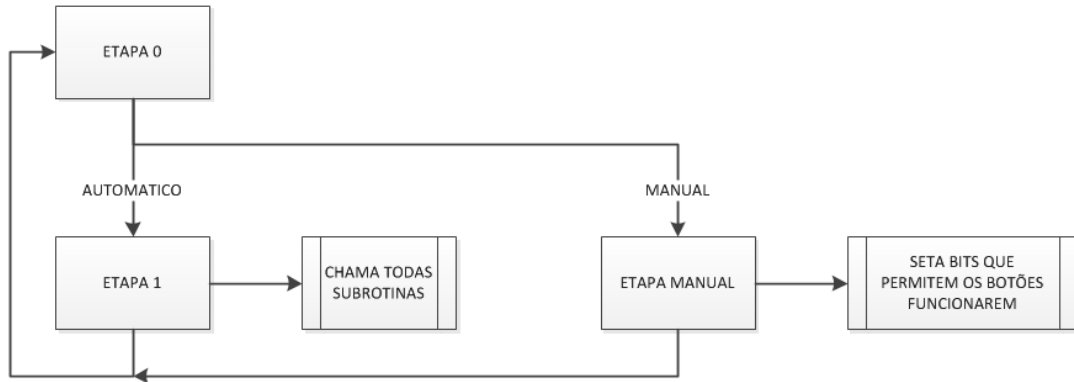 ETAPA 0
AUTOMATICO
MANUAL
ETAPA 1
CHAMA TODAS
SUBROTINAS
ETAPA MANUAL
SETA BITS QUE
PERMITEM OS BOTÕES
FUNCIONAREM